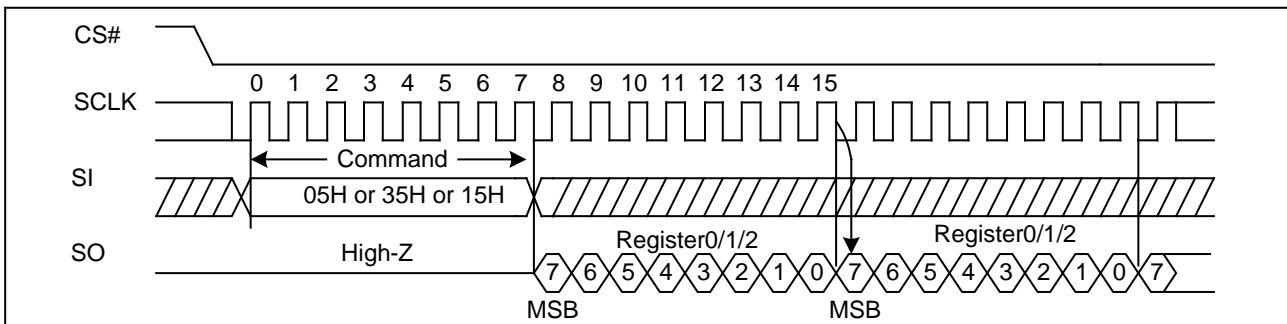 CS#
0 1 2 3 4 5 6 7 8 9 10 11 12 13 14 15
SCLK
Command
SI
05H or 35H or 15H
Register0/1/2 Register0/1/2
SO
High-Z
7 6 5 4 3 2 1 0 7 6 5 4 3 2 1 0 7
MSB MSB